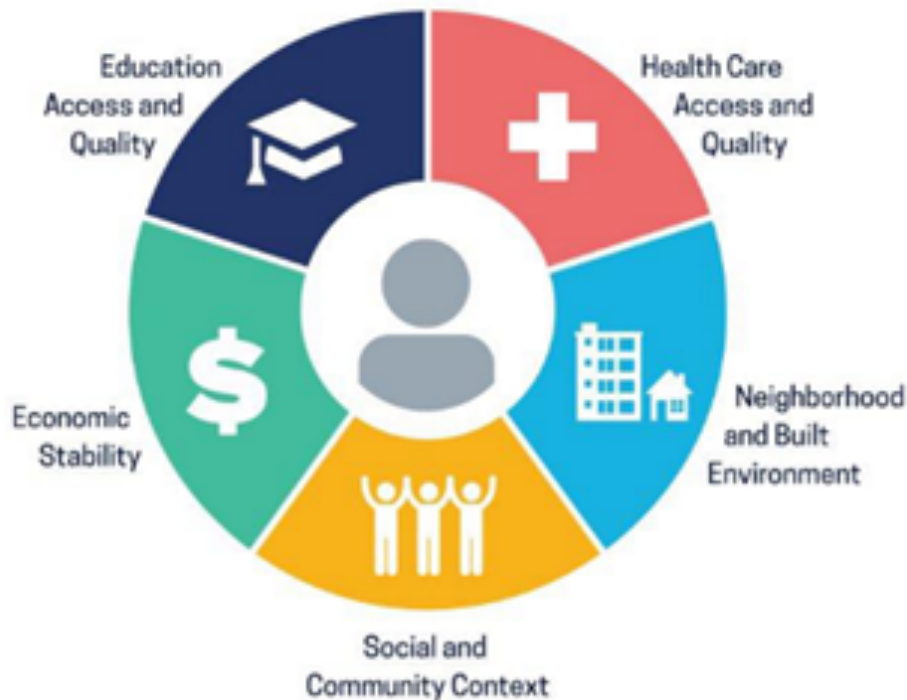 Education
Access and
Quality
Health Care
Access and
Quality
Economic
Stability
Neighborhood
and Built
Environment
Social and
Community Context